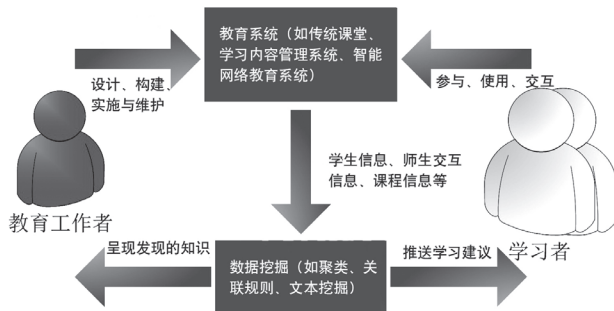 教育系统（如传统课堂、
学习内容管理系统、智能
网络教育系统）
设计、构建、
实施与维护
参与、使用、交互
学生信息、师生交互
信息、课程信息等
教育工作者
学习者
呈现发现的知识
数据挖掘（如聚类、关
联规则、文本挖掘）
推送学习建议